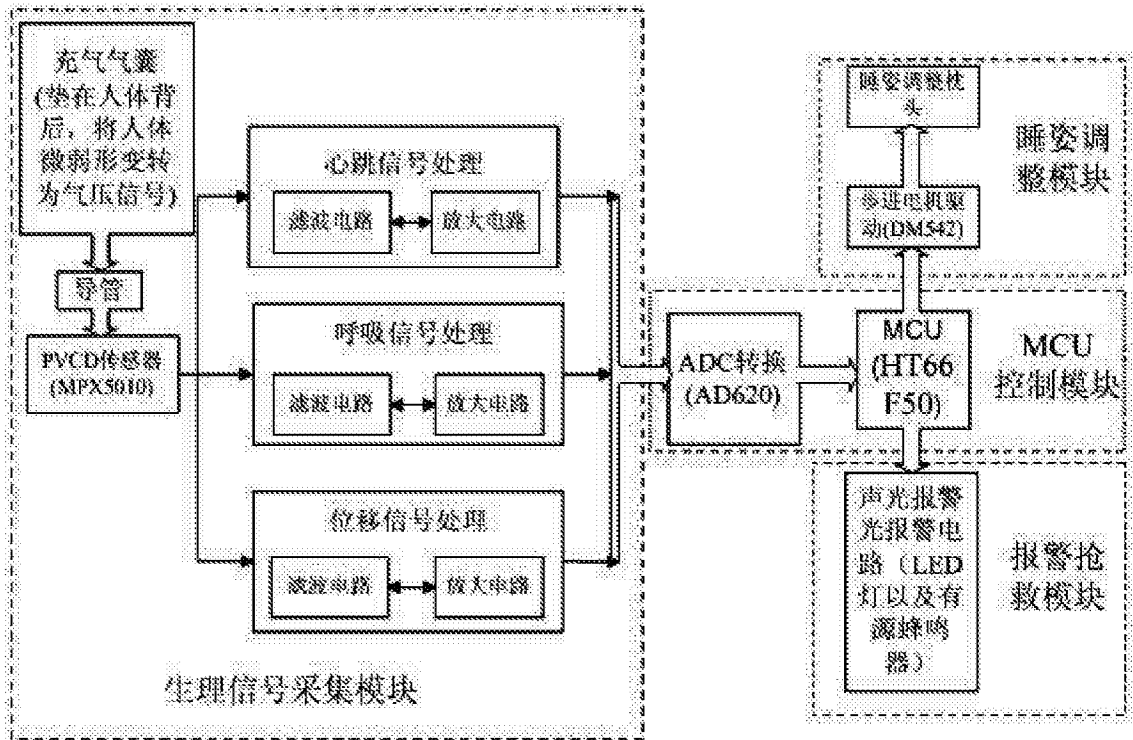 充气气囊
(垫在人体背
后，将人体
微弱形变转
为气压信号)
导管
PVCD传感器
(MPX5010)
心跳信号处理
滤波电路
放大电路
呼吸信号处理
滤波电路
放大电路
位移信号处理
滤波电路
放大电路
生理信号采集模块
ADC转换
(AD620)
MCU
(HT66
F50)
MCU
控制模块
睡姿调整枕
头
步进电机驱
动(DM542)
睡姿调
整模块
声光报警
光报警电
路（LED
灯以及有
源蜂鸣
器）
报警抢
救模块